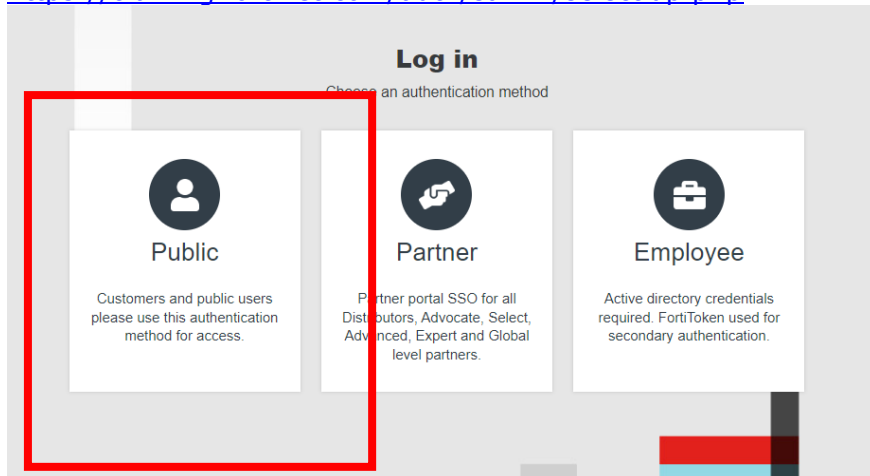 Log in
Choose an authentication method
Public
Customers and public users
please use this authentication
method for access.
Partner
Partner portal SSO for all
Distributors, Advocate, Select,
Advanced, Expert and Global
level partners.
Employee
Active directory credentials
required. FortiToken used for
secondary authentication.